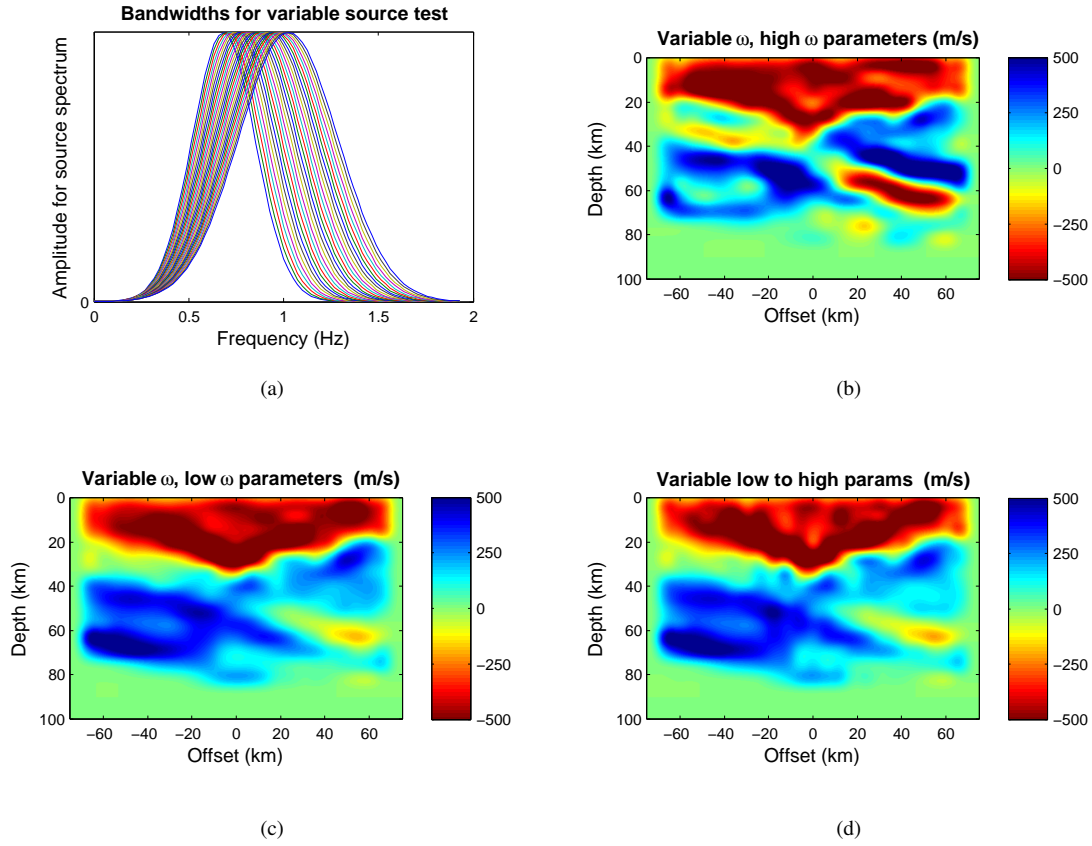 Bandwidths for variable source test
Amplitude for source spectrum
0
0 0.5 1 1.5 2
Frequency (Hz)
(a)
Variable ω, high ω parameters (m/s)
Depth (km)
0
20
40
60
80
100
−60 −40 −20 0 20 40 60
Offset (km)
500
250
0
−250
−500
(b)
Variable ω, low ω parameters (m/s)
Depth (km)
0
20
40
60
80
100
−60 −40 −20 0 20 40 60
Offset (km)
500
250
0
−250
−500
(c)
Variable low to high params (m/s)
Depth (km)
0
20
40
60
80
100
−60 −40 −20 0 20 40 60
Offset (km)
500
250
0
−250
−500
(d)